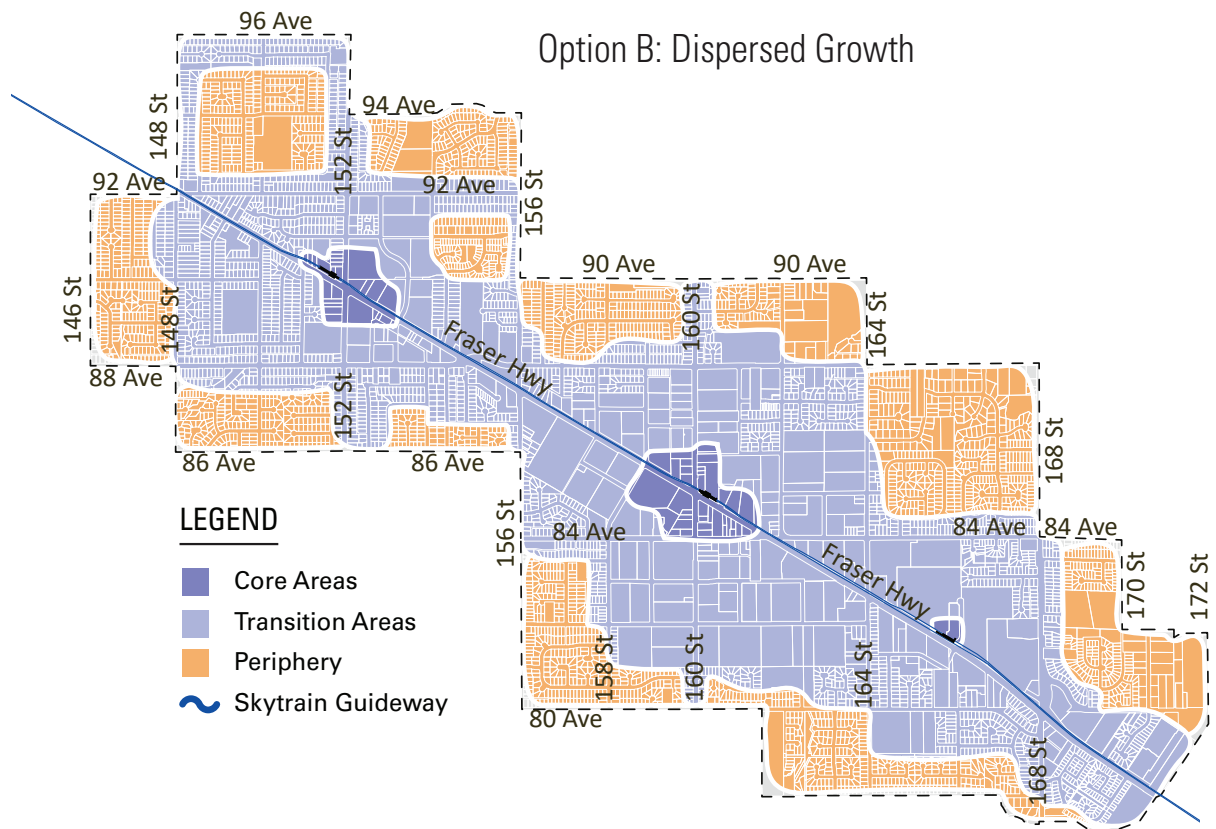 96 Ave
Option B: Dispersed Growth
94 Ave
148 St
152 St
92 Ave
92 Ave
156 St
90 Ave
90 Ave
146 St
148 St
160 St
164 St
Fraser Hwy
88 Ave
152 St
168 St
86 Ave
86 Ave
LEGEND
Core Areas
Transition Areas
Periphery
Skytrain Guideway
156 St
84 Ave
84 Ave
84 Ave
Fraser Hwy
170 St
172 St
158 St
160 St
164 St
80 Ave
168 St